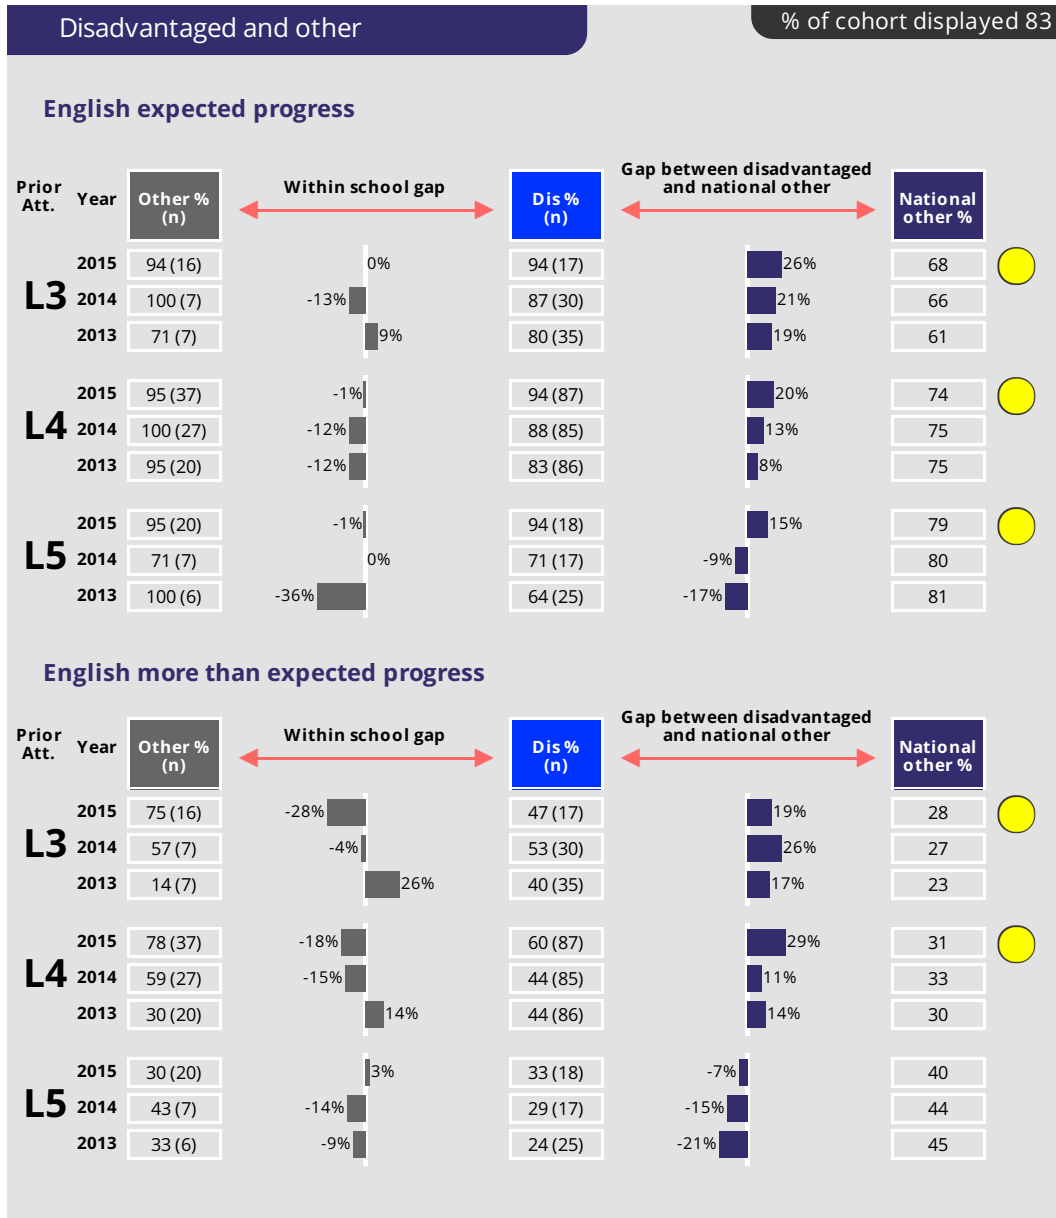 Disadvantaged and other
% of cohort displayed 83
English expected progress
Prior Att. Year Other % (n) Within school gap Dis % (n) Gap between disadvantaged and national other National other %
L3
2015 94 (16) 0% 94 (17) 26% 68
2014 100 (7) -13% 87 (30) 21% 66
2013 71 (7) 9% 80 (35) 19% 61
L4
2015 95 (37) -1% 94 (87) 20% 74
2014 100 (27) -12% 88 (85) 13% 75
2013 95 (20) -12% 83 (86) 8% 75
L5
2015 95 (20) -1% 94 (18) 15% 79
2014 71 (7) 0% 71 (17) -9% 80
2013 100 (6) -36% 64 (25) -17% 81
English more than expected progress
Prior Att. Year Other % (n) Within school gap Dis % (n) Gap between disadvantaged and national other National other %
L3
2015 75 (16) -28% 47 (17) 19% 28
2014 57 (7) -4% 53 (30) 26% 27
2013 14 (7) 26% 40 (35) 17% 23
L4
2015 78 (37) -18% 60 (87) 29% 31
2014 59 (27) -15% 44 (85) 11% 33
2013 30 (20) 14% 44 (86) 14% 30
L5
2015 30 (20) 3% 33 (18) -7% 40
2014 43 (7) -14% 29 (17) -15% 44
2013 33 (6) -9% 24 (25) -21% 45